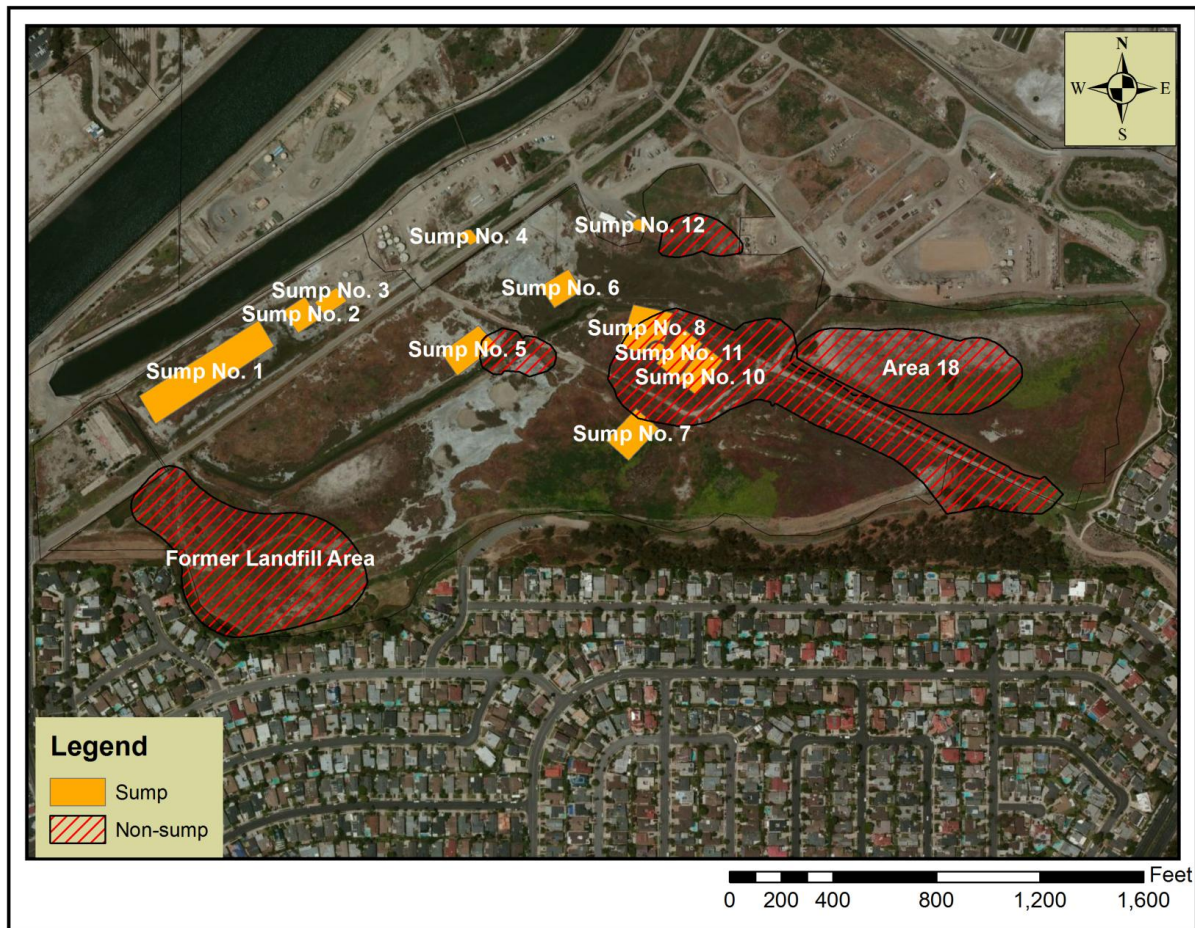 N
W E
S
Sump No. 12
Sump No. 4
Sump No. 6
Sump No. 3
Sump No. 2
Sump No. 8
Sump No. 5
Sump No. 11
Sump No. 1
Area 18
Sump No. 10
Sump No. 7
Former Landfill Area
Legend
Sump
Non-sump
Feet
0 200 400 800 1,200 1,600